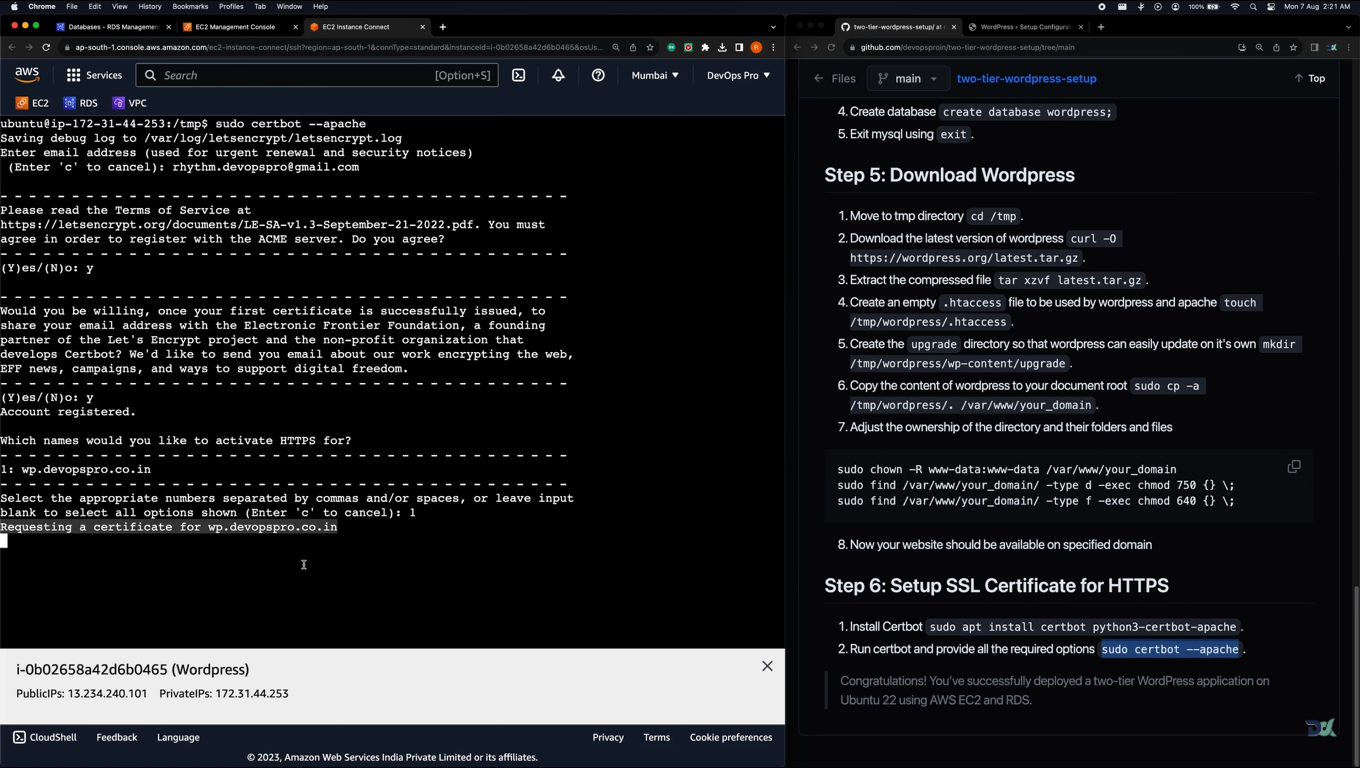 Chrome File Edit View History Bookmarks Profiles Tab Window Help
100% Mon 7 Aug 2:21 AM
Databases - RDS Management
EC2 Management Console
EC2 Instance Connect
two-tier-wordpress-setup/ at
WordPress › Setup Configura
ap-south-1.console.aws.amazon.com/ec2-instance-connect/ssh?region=ap-south-1&connType=standard&instanceId=i-0b02658a42d6b0465&osUs...
github.com/devopsproin/two-tier-wordpress-setup/tree/main
aws Services Search [Option+S] Mumbai DevOps Pro
EC2 RDS VPC
ubuntu@ip-172-31-44-253:/tmp$ sudo certbot --apache
Saving debug log to /var/log/letsencrypt/letsencrypt.log
Enter email address (used for urgent renewal and security notices)
(Enter 'c' to cancel): rhythm.devopspro@gmail.com
- - - - - - - - - - - - - - - - - - - - - - - - - - - - - - - - - - - - - - - -
Please read the Terms of Service at
https://letsencrypt.org/documents/LE-SA-v1.3-September-21-2022.pdf. You must
agree in order to register with the ACME server. Do you agree?
- - - - - - - - - - - - - - - - - - - - - - - - - - - - - - - - - - - - - - - -
(Y)es/(N)o: y
- - - - - - - - - - - - - - - - - - - - - - - - - - - - - - - - - - - - - - - -
Would you be willing, once your first certificate is successfully issued, to
share your email address with the Electronic Frontier Foundation, a founding
partner of the Let's Encrypt project and the non-profit organization that
develops Certbot? We'd like to send you email about our work encrypting the web,
EFF news, campaigns, and ways to support digital freedom.
- - - - - - - - - - - - - - - - - - - - - - - - - - - - - - - - - - - - - - - -
(Y)es/(N)o: y
Account registered.
Which names would you like to activate HTTPS for?
- - - - - - - - - - - - - - - - - - - - - - - - - - - - - - - - - - - - - - - -
1: wp.devopspro.co.in
- - - - - - - - - - - - - - - - - - - - - - - - - - - - - - - - - - - - - - - -
Select the appropriate numbers separated by commas and/or spaces, or leave input
blank to select all options shown (Enter 'c' to cancel): 1
Requesting a certificate for wp.devopspro.co.in
i-0b02658a42d6b0465 (Wordpress)
PublicIPs: 13.234.240.101 PrivateIPs: 172.31.44.253
CloudShell Feedback Language Privacy Terms Cookie preferences
© 2023, Amazon Web Services India Private Limited or its affiliates.
Files main two-tier-wordpress-setup Top
4. Create database create database wordpress;
5. Exit mysql using exit.
Step 5: Download Wordpress
1. Move to tmp directory cd /tmp.
2. Download the latest version of wordpress curl -O
https://wordpress.org/latest.tar.gz.
3. Extract the compressed file tar xzvf latest.tar.gz.
4. Create an empty .htaccess file to be used by wordpress and apache touch
/tmp/wordpress/.htaccess.
5. Create the upgrade directory so that wordpress can easily update on it's own mkdir
/tmp/wordpress/wp-content/upgrade.
6. Copy the content of wordpress to your document root sudo cp -a
/tmp/wordpress/. /var/www/your_domain.
7. Adjust the ownership of the directory and their folders and files
sudo chown -R www-data:www-data /var/www/your_domain
sudo find /var/www/your_domain/ -type d -exec chmod 750 {} \;
sudo find /var/www/your_domain/ -type f -exec chmod 640 {} \;
8. Now your website should be available on specified domain
Step 6: Setup SSL Certificate for HTTPS
1. Install Certbot sudo apt install certbot python3-certbot-apache.
2. Run certbot and provide all the required options sudo certbot --apache.
Congratulations! You've successfully deployed a two-tier WordPress application on
Ubuntu 22 using AWS EC2 and RDS.